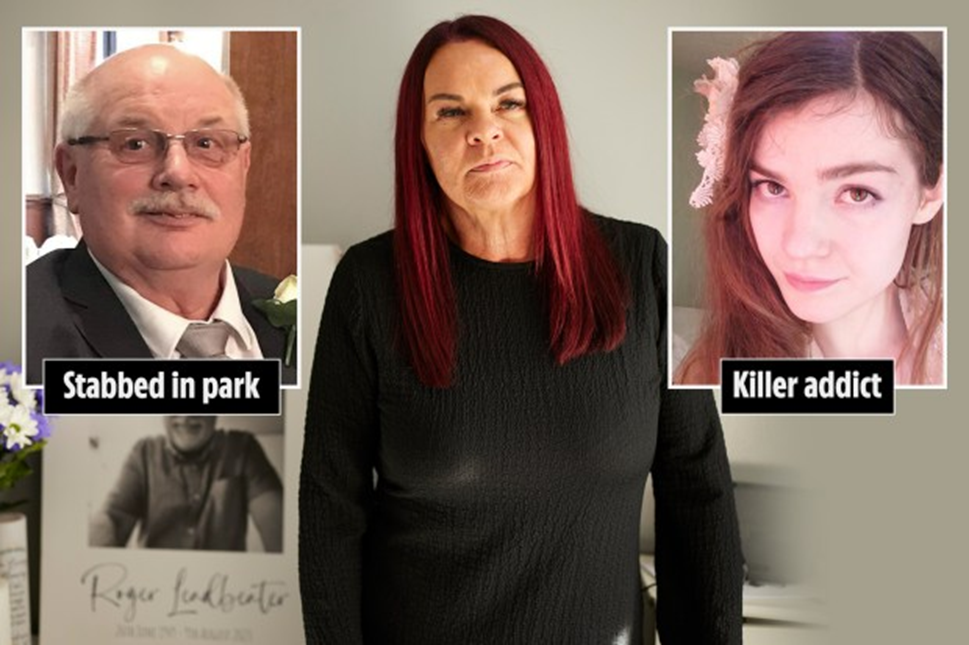 Stabbed in park
Killer addict
Roger Leadbeater